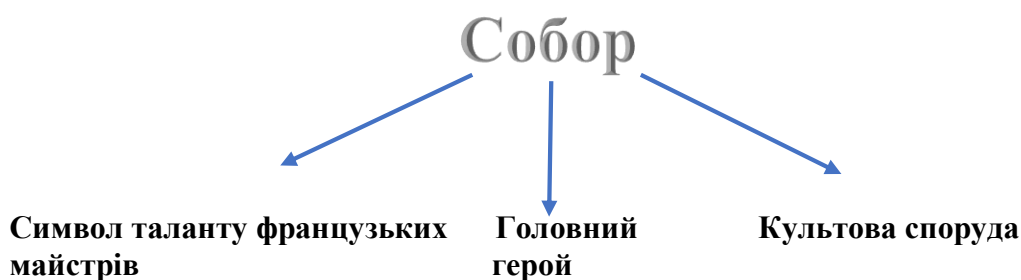 Собор
Символ таланту французьких Головний Культова споруда
майстрів герой